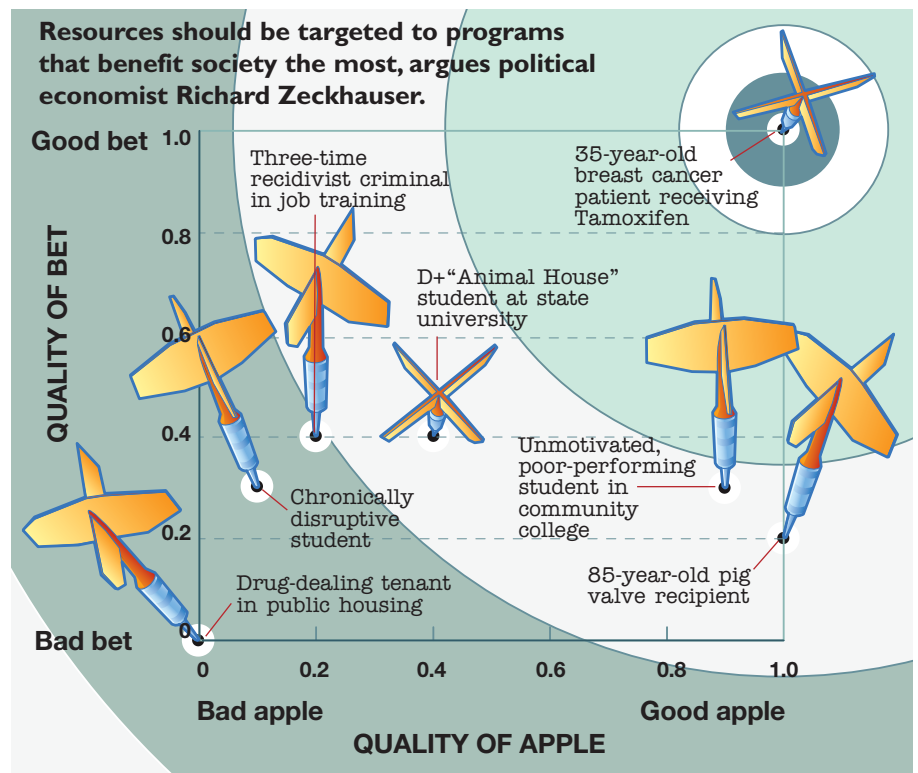 Resources should be targeted to programs
that benefit society the most, argues political
economist Richard Zeckhauser.
Good bet
1.0
Three-time
recidivist criminal
in job training
35-year-old
breast cancer
patient receiving
Tamoxifen
0.8
D+“Animal House”
student at state
university
QUALITY OF BET
0.6
0.4
Unmotivated,
poor-performing
student in
community
college
Chronically
disruptive
student
0.2
85-year-old pig
valve recipient
Drug-dealing tenant
in public housing
0
Bad bet
0 0.2 0.4 0.6 0.8 1.0
Bad apple Good apple
QUALITY OF APPLE